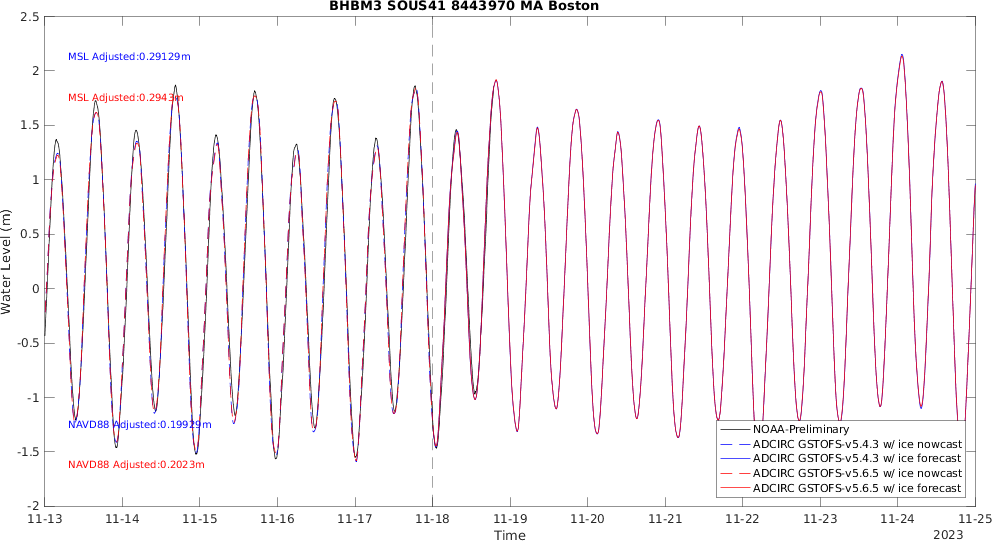 BHBM3 SOUS41 8443970 MA Boston
2.5
2
1.5
1
0.5
0
-0.5
-1
-1.5
-2
Water Level (m)
MSL Adjusted:0.29129m
MSL Adjusted:0.2943m
NAVD88 Adjusted:0.19929m
NAVD88 Adjusted:0.2023m
NOAA-Preliminary
ADCIRC GSTOFS-v5.4.3 w/ ice nowcast
ADCIRC GSTOFS-v5.4.3 w/ ice forecast
ADCIRC GSTOFS-v5.6.5 w/ ice nowcast
ADCIRC GSTOFS-v5.6.5 w/ ice forecast
11-13 11-14 11-15 11-16 11-17 11-18 11-19 11-20 11-21 11-22 11-23 11-24 11-25
Time
2023